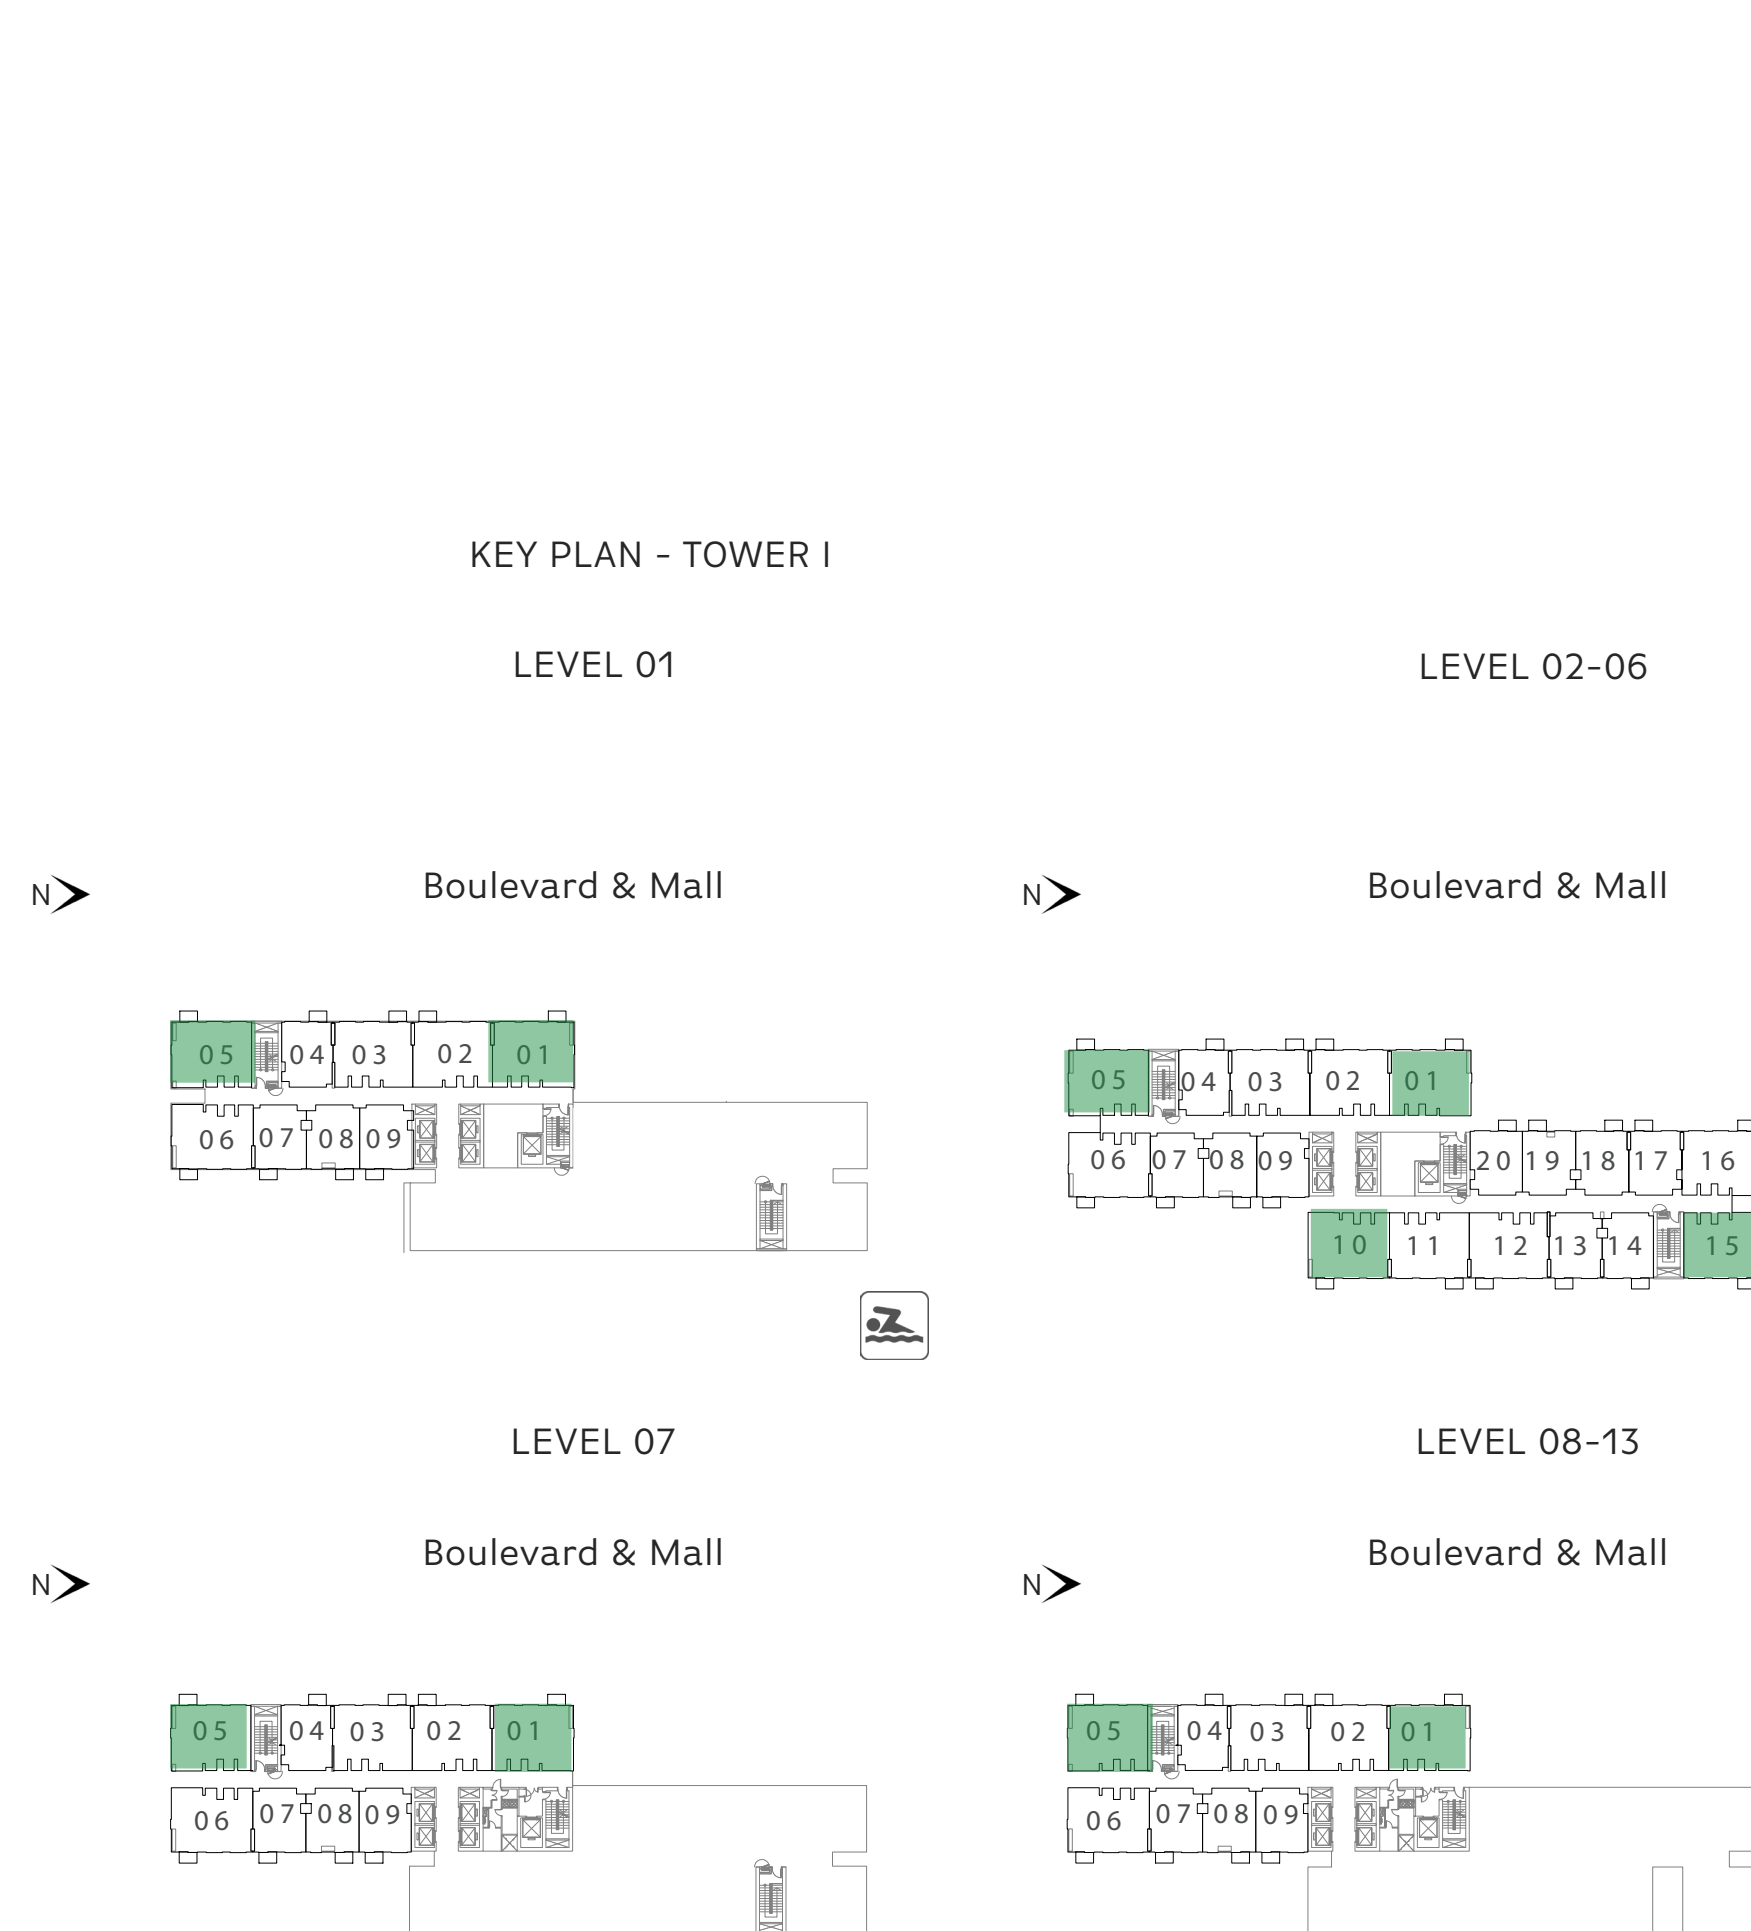 KEY PLAN - TOWER I
LEVEL 01
LEVEL 02-06
N
Boulevard & Mall
N
Boulevard & Mall
05 04 03 02 01
06 07 08 09
05 04 03 02 01
06 07 08 09 20 19 18 17 16
10 11 12 13 14 15
LEVEL 07
LEVEL 08-13
N
Boulevard & Mall
N
Boulevard & Mall
05 04 03 02 01
06 07 08 09
05 04 03 02 01
06 07 08 09